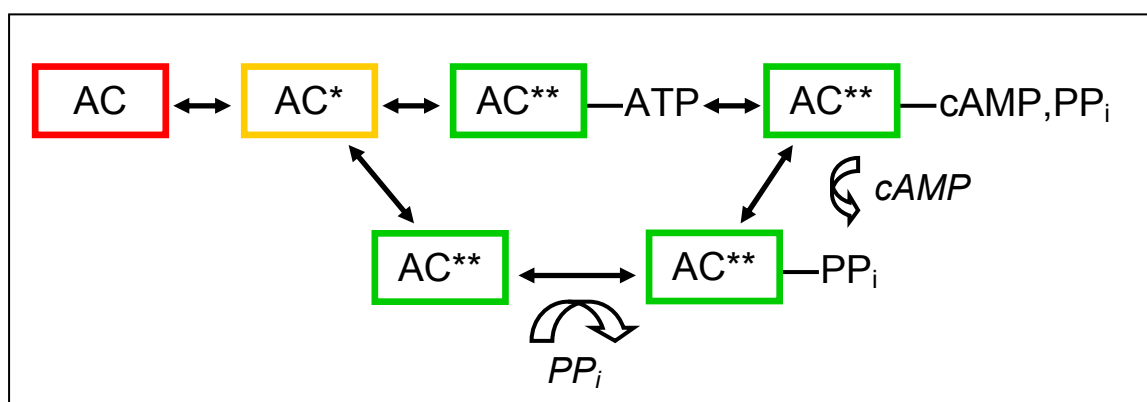 AC AC* AC**—ATP AC**—cAMP,PPi
cAMP
AC** AC**—PPi
PPi